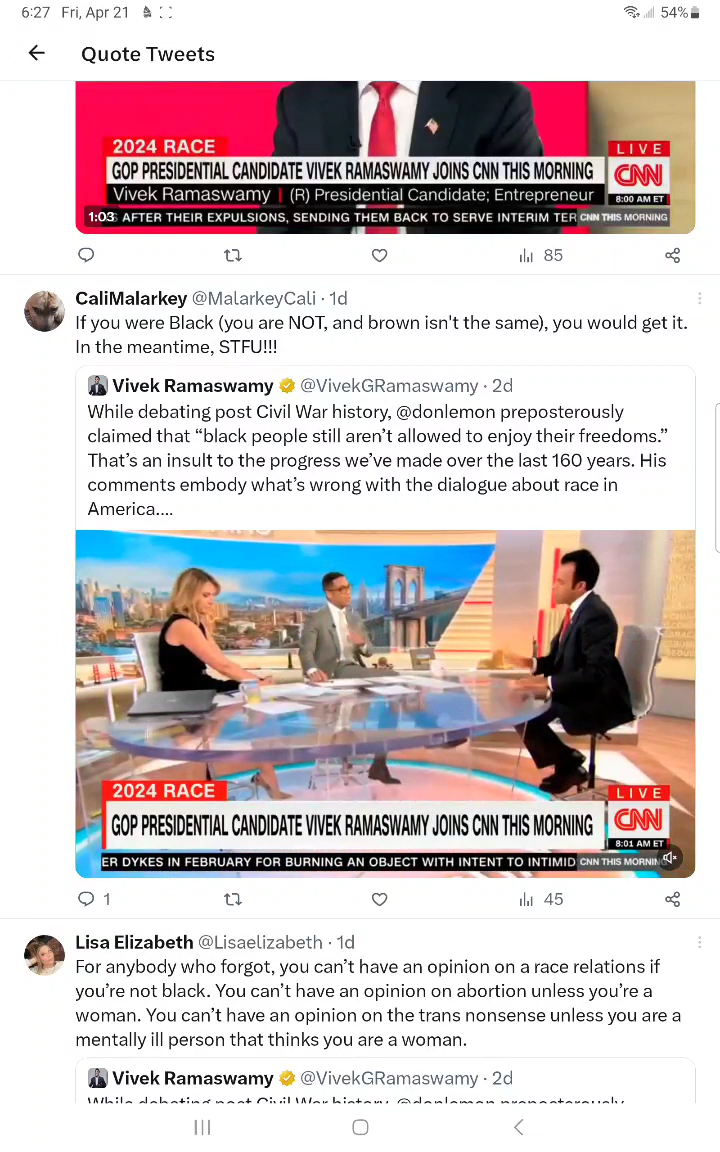 6:27 Fri, Apr 21
54%
Quote Tweets
2024 RACE
LIVE
GOP PRESIDENTIAL CANDIDATE VIVEK RAMASWAMY JOINS CNN THIS MORNING
CNN
Vivek Ramaswamy | (R) Presidential Candidate; Entrepreneur
8:00 AM ET
1:03 AFTER THEIR EXPULSIONS, SENDING THEM BACK TO SERVE INTERIM TER CNN THIS MORNING
85
CaliMalarkey @MalarkeyCali · 1d
If you were Black (you are NOT, and brown isn't the same), you would get it.
In the meantime, STFU!!!
Vivek Ramaswamy @VivekGRamaswamy · 2d
While debating post Civil War history, @donlemon preposterously
claimed that “black people still aren’t allowed to enjoy their freedoms.”
That’s an insult to the progress we’ve made over the last 160 years. His
comments embody what’s wrong with the dialogue about race in
America....
2024 RACE
LIVE
GOP PRESIDENTIAL CANDIDATE VIVEK RAMASWAMY JOINS CNN THIS MORNING
CNN
8:01 AM ET
ER DYKES IN FEBRUARY FOR BURNING AN OBJECT WITH INTENT TO INTIMID CNN THIS MORNIN
1
45
Lisa Elizabeth @Lisaelizabeth · 1d
For anybody who forgot, you can’t have an opinion on a race relations if
you’re not black. You can’t have an opinion on abortion unless you’re a
woman. You can’t have an opinion on the trans nonsense unless you are a
mentally ill person that thinks you are a woman.
Vivek Ramaswamy @VivekGRamaswamy · 2d
While debating post Civil War history, @donlemon preposterously